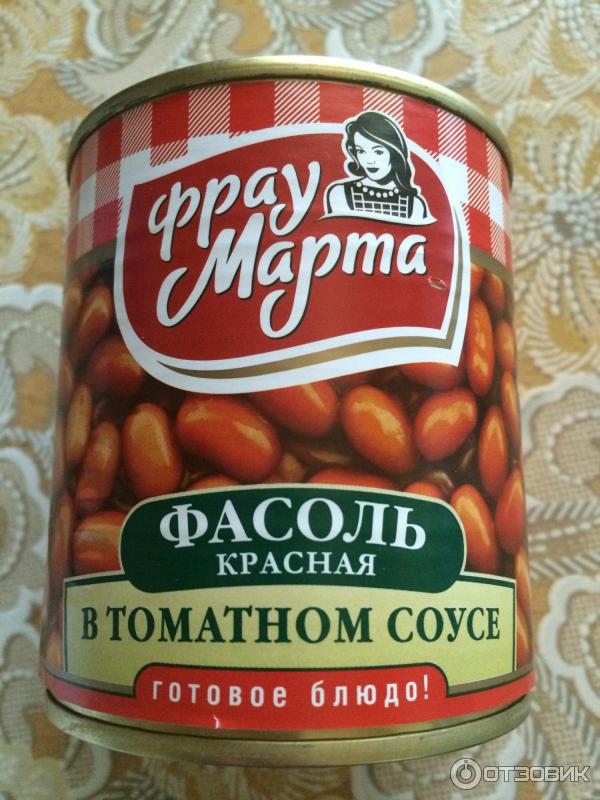 Фрау
Марта
ФАСОЛЬ
КРАСНАЯ
В ТОМАТНОМ СОУСЕ
ГОТОВОЕ БЛЮДО!
ОТЗОВИК